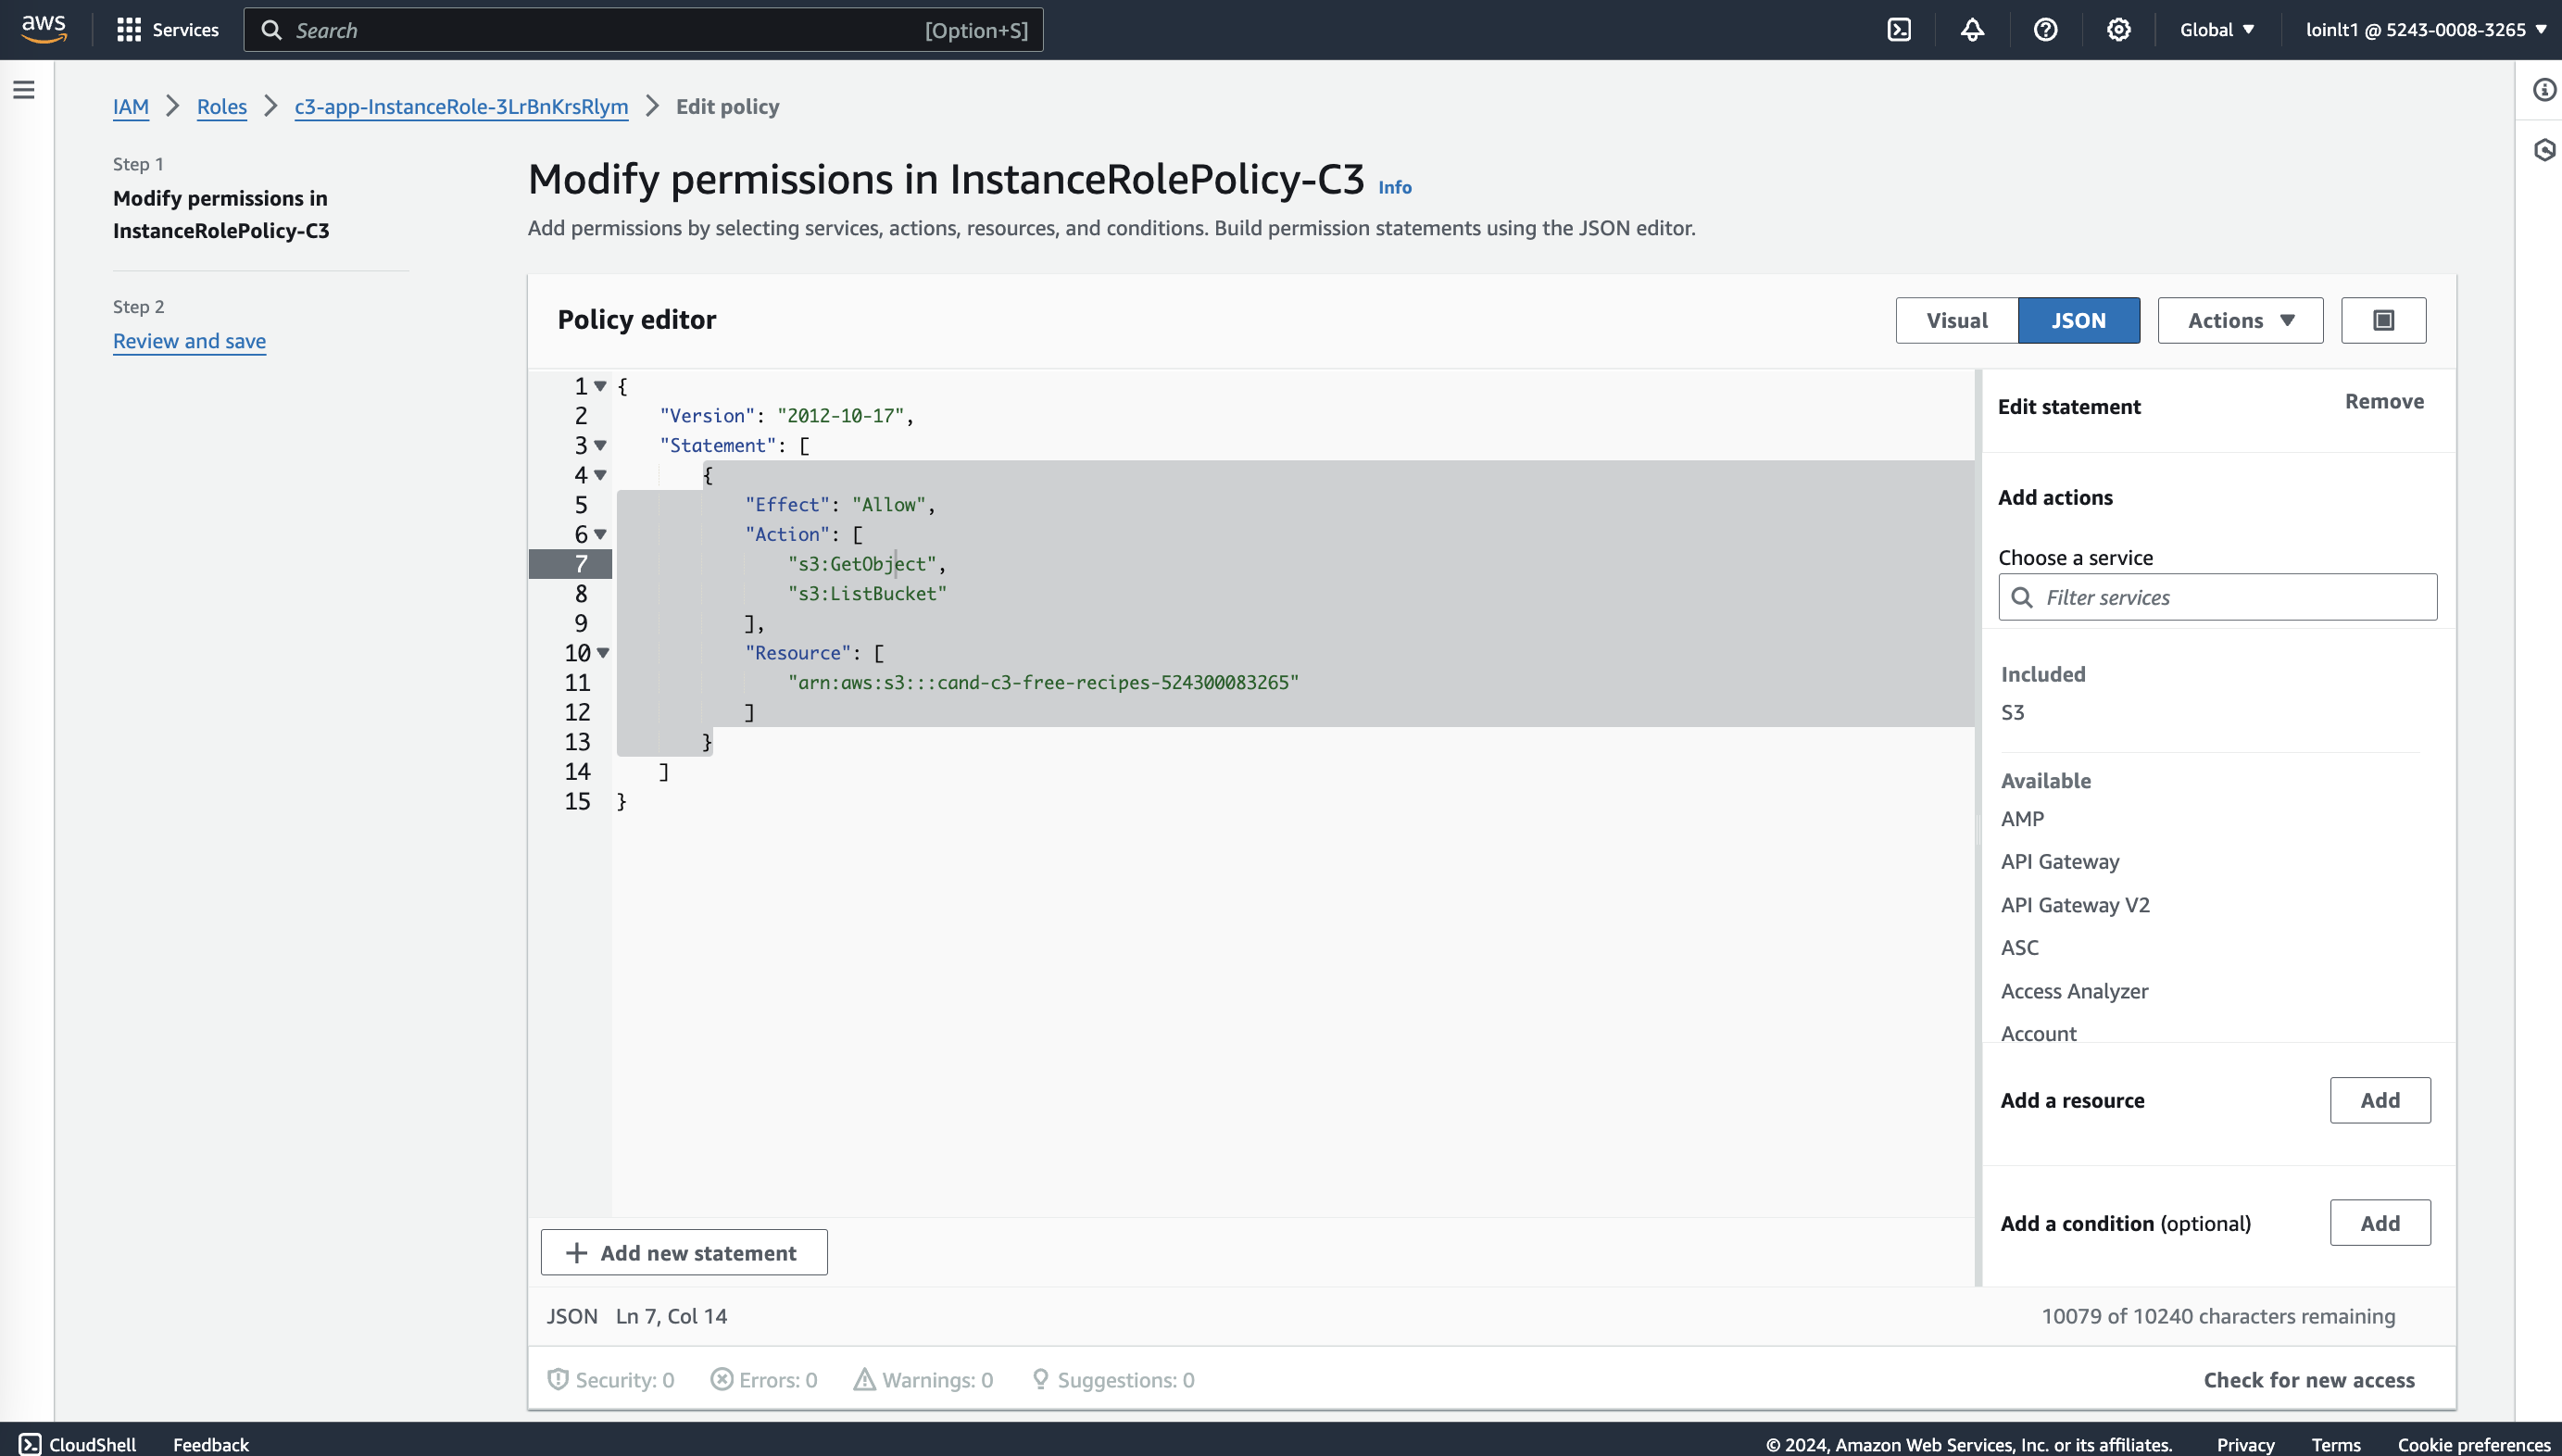 aws
Services
Search
[Option+S]
Global
loinlt1 @ 5243-0008-3265
IAM
Roles
c3-app-InstanceRole-3LrBnKrsRlym
Edit policy
Step 1
Modify permissions in
InstanceRolePolicy-C3
Step 2
Review and save
Modify permissions in InstanceRolePolicy-C3 Info
Add permissions by selecting services, actions, resources, and conditions. Build permission statements using the JSON editor.
Policy editor
Visual
JSON
Actions
1 {
2 "Version": "2012-10-17",
3 "Statement": [
4 {
5 "Effect": "Allow",
6 "Action": [
7 "s3:GetObject",
8 "s3:ListBucket"
9 ],
10 "Resource": [
11 "arn:aws:s3:::cand-c3-free-recipes-524300083265"
12 ]
13 }
14 ]
15 }
Edit statement
Remove
Add actions
Choose a service
Filter services
Included
S3
Available
AMP
API Gateway
API Gateway V2
ASC
Access Analyzer
Account
Add a resource
Add
Add a condition (optional)
Add
+ Add new statement
JSON Ln 7, Col 14
10079 of 10240 characters remaining
Security: 0
Errors: 0
Warnings: 0
Suggestions: 0
Check for new access
CloudShell
Feedback
© 2024, Amazon Web Services, Inc. or its affiliates.
Privacy
Terms
Cookie preferences